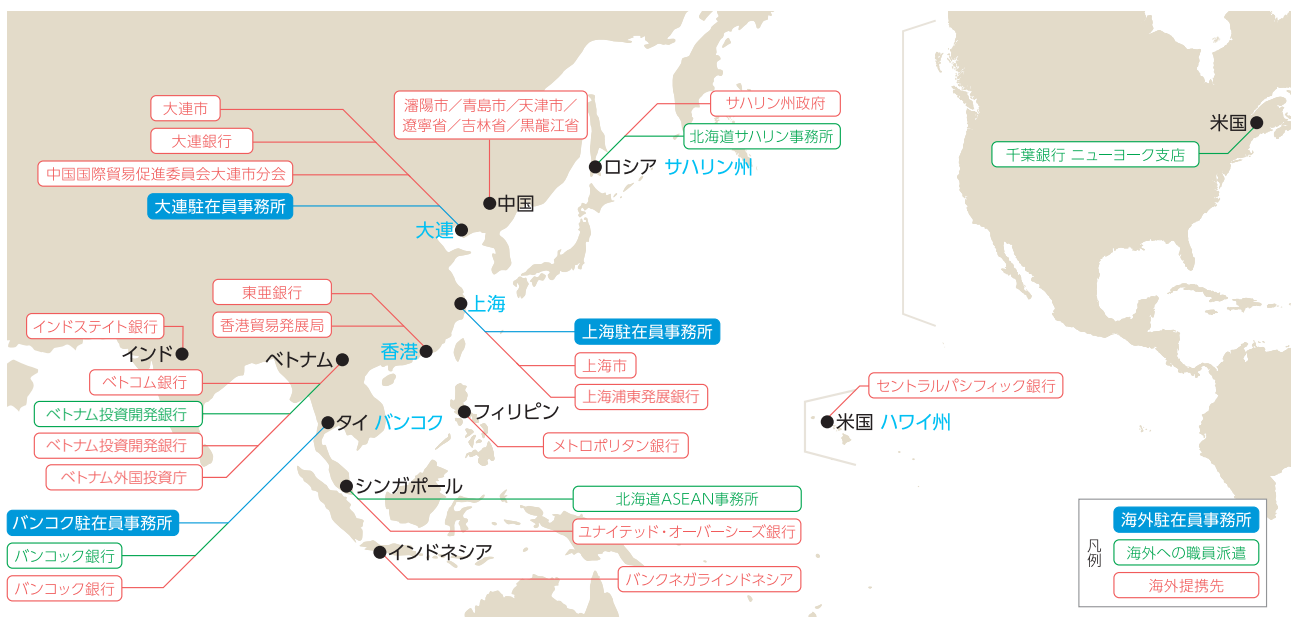 大連市
大連銀行
中国国際貿易促進委員会大連市分会
大連駐在員事務所
大連
瀋陽市／青島市／天津市／
遼寧省／吉林省／黒龍江省
中国
サハリン州政府
北海道サハリン事務所
ロシア サハリン州
米国
千葉銀行 ニューヨーク支店
東亜銀行
香港貿易発展局
香港
上海
上海駐在員事務所
上海市
上海浦東発展銀行
インドステイト銀行
インド
ベトナム
ベトコム銀行
ベトナム投資開発銀行
ベトナム投資開発銀行
ベトナム外国投資庁
タイ バンコク
バンコク駐在員事務所
バンコック銀行
バンコック銀行
フィリピン
メトロポリタン銀行
シンガポール
北海道ASEAN事務所
ユナイテッド・オーバーシーズ銀行
インドネシア
バンクネガラインドネシア
セントラルパシフィック銀行
米国 ハワイ州
凡例
海外駐在員事務所
海外への職員派遣
海外提携先